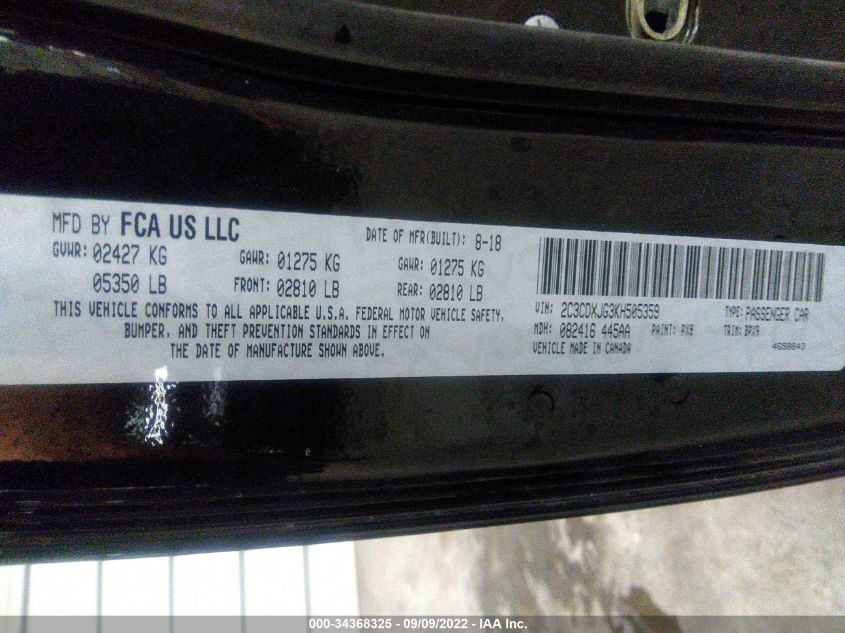 MFD BY FCA US LLC
DATE OF MFR(BUILT): 8-18
GVWR: 02427 KG GAWR: 01275 KG GAWR: 01275 KG
05350 LB FRONT: 02810 LB REAR: 02810 LB
THIS VEHICLE CONFORMS TO ALL APPLICABLE U.S.A. FEDERAL MOTOR VEHICLE SAFETY,
BUMPER, AND THEFT PREVENTION STANDARDS IN EFFECT ON
THE DATE OF MANUFACTURE SHOWN ABOVE.
VIN: 2C3CDXJG3KH505359 TYPE: PASSENGER CAR
MDH: 082416 445AA PAINT: PX8 TRIM: BPX9
VEHICLE MADE IN CANADA 4658843
000-34368325 - 09/09/2022 - IAA Inc.